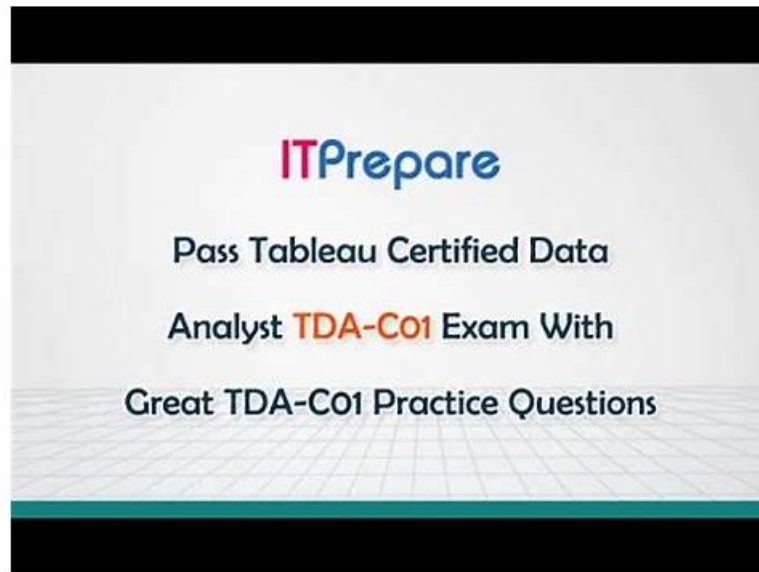 ITPrepare
Pass Tableau Certified Data
Analyst TDA-C01 Exam With
Great TDA-C01 Practice Questions